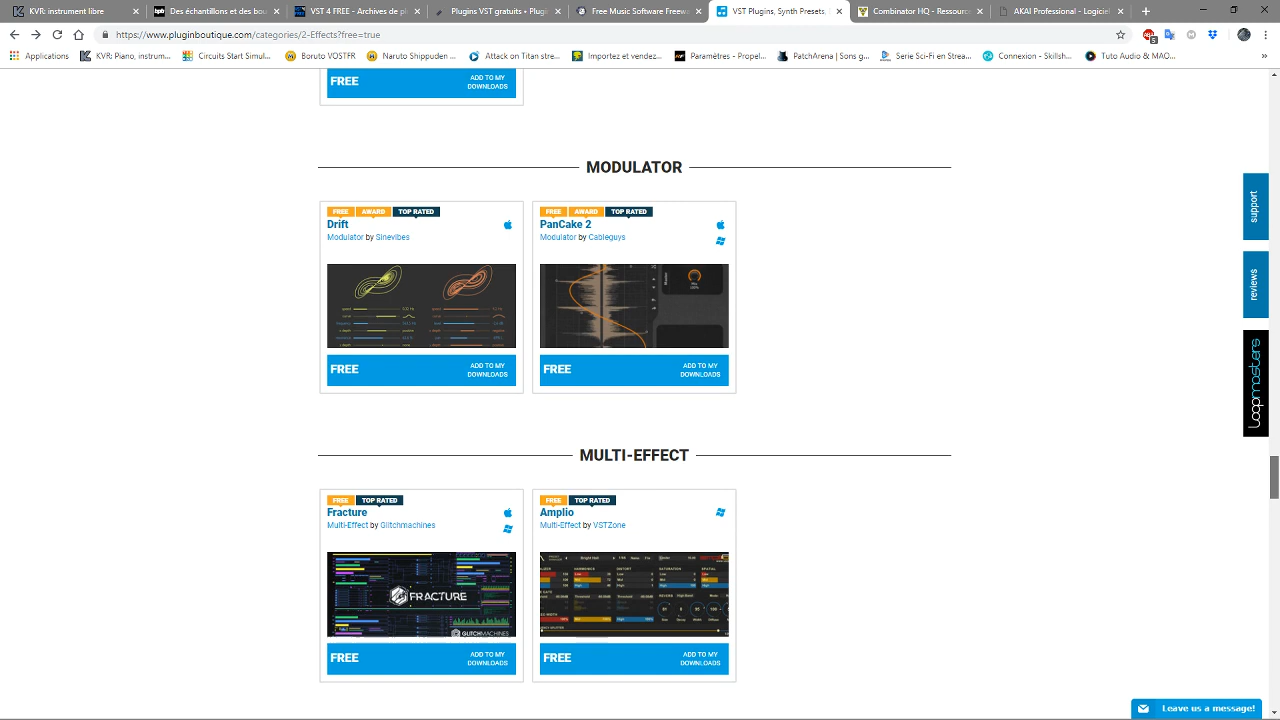 KVR: instrument libre
Des échantillons et des bou
VST 4 FREE - Fracture de
Plugins VST gratuits + Plugi
Free Music Software Freew
VST Plugins, Synth Presets,
Combinator HQ - Ressource
AKAI Professional - Logiciel
https://www.pluginboutique.com/categories/2-Effects?free=true
Applications
KVR: Piano, instrum...
Circuits Start Simul...
Boruto VOSTFR
Naruto Shippuden ...
Attack on Titan stre...
Importez et vendez...
Paramètres - Propel...
PatchArena | Sons g...
Serie Sci-Fi en Strea...
Connexion - Skillsh...
Tuto Audio & MAO...
FREE
ADD TO MY
DOWNLOADS
MODULATOR
FREE AWARD TOP RATED
Drift
Modulator by Sinevibes
FREE
ADD TO MY
DOWNLOADS
FREE AWARD TOP RATED
PanCake 2
Modulator by Cableguys
FREE
ADD TO MY
DOWNLOADS
MULTI-EFFECT
FREE TOP RATED
Fracture
Multi-Effect by Glitchmachines
FRACTURE
GLITCHMACHINES
FREE
ADD TO MY
DOWNLOADS
FREE TOP RATED
Amplio
Multi-Effect by VSTZone
FREE
ADD TO MY
DOWNLOADS
support
reviews
Loopmasters
Leave us a message!